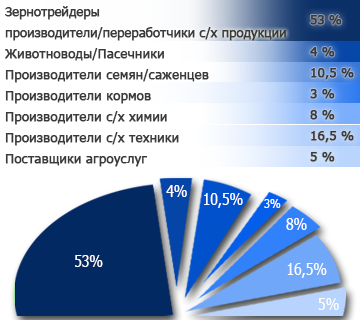 Зернотрейдеры
производители/переработчики с/х продукции 53 %
Животноводы/Пасечники 4 %
Производители семян/саженцев 10,5 %
Производители кормов 3 %
Производители с/х химии 8 %
Производители с/х техники 16,5 %
Поставщики агроуслуг 5 %
53%
4%
10,5%
3%
8%
16,5%
5%